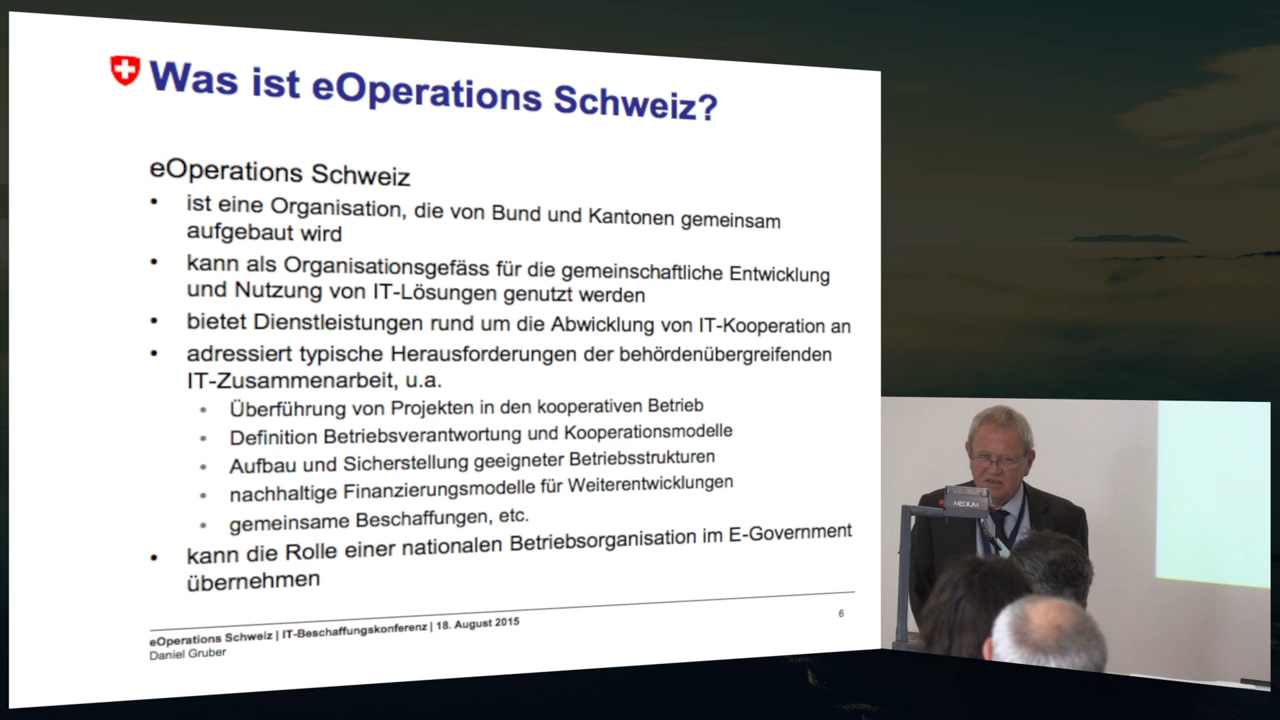 Was ist eOperations Schweiz?
eOperations Schweiz
• ist eine Organisation, die von Bund und Kantonen gemeinsam
aufgebaut wird
• kann als Organisationsgefäss für die gemeinschaftliche Entwicklung
und Nutzung von IT-Lösungen genutzt werden
• bietet Dienstleistungen rund um die Abwicklung von IT-Kooperation an
• adressiert typische Herausforderungen der behördenübergreifenden
IT-Zusammenarbeit, u.a.
• Überführung von Projekten in den kooperativen Betrieb
• Definition Betriebsverantwortung und Kooperationsmodelle
• Aufbau und Sicherstellung geeigneter Betriebsstrukturen
• nachhaltige Finanzierungsmodelle für Weiterentwicklungen
• gemeinsame Beschaffungen, etc.
• kann die Rolle einer nationalen Betriebsorganisation im E-Government
übernehmen
eOperations Schweiz | IT-Beschaffungskonferenz | 18. August 2015
Daniel Gruber
6
MEDIUM